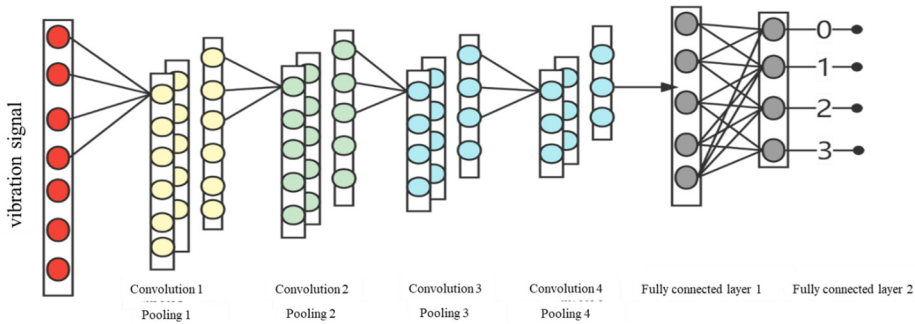 vibration signal
0
1
2
3
Convolution 1
Pooling 1
Convolution 2
Pooling 2
Convolution 3
Pooling 3
Convolution 4
Pooling 4
Fully connected layer 1
Fully connected layer 2